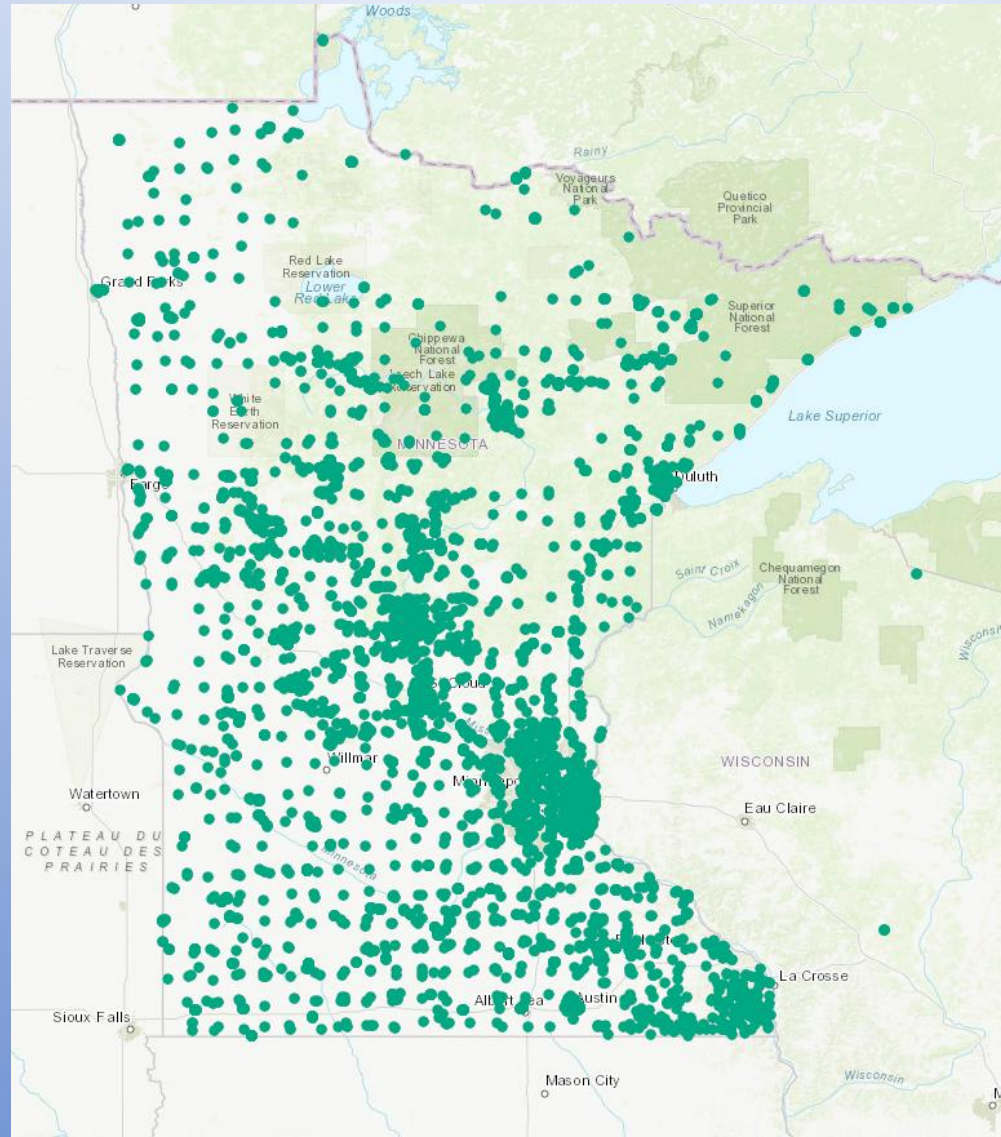 Woods
Rainy
Voyageurs
National
Park
Quetico
Provincial
Park
Red Lake
Reservation
Lower
Red Lake
Grand Forks
Superior
National
Forest
Chippewa
National
Forest
Leech Lake
Reservation
White
Earth
Reservation
Lake Superior
MINNESOTA
Fargo
Duluth
Saint Croix
Chequamegon
National
Forest
Namekagon
Wisconsin
Lake Traverse
Reservation
Willmar
WISCONSIN
Watertown
Eau Claire
PLATEAU DU
COTEAU DES
PRAIRIES
Minnesota
La Crosse
Austin
Sioux Falls
Mason City
Wisconsin
M